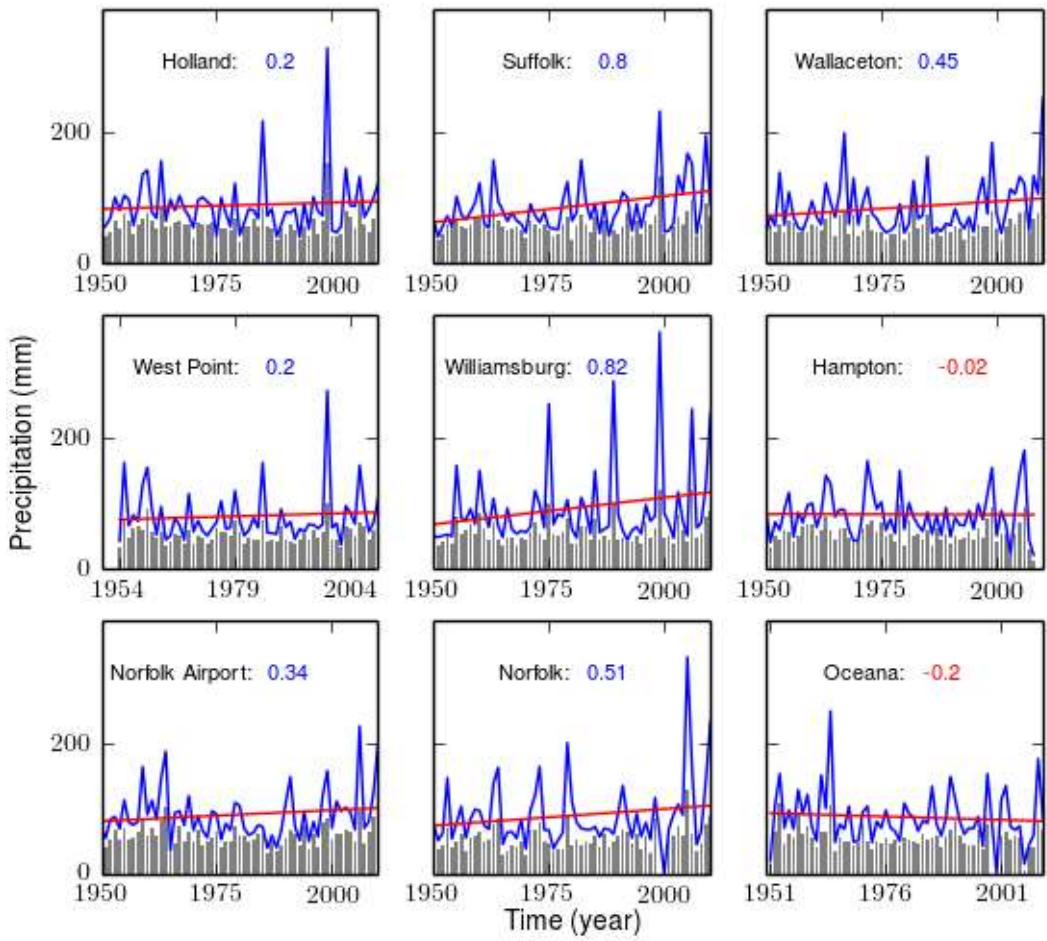 Holland: 0.2
Suffolk: 0.8
Wallaceton: 0.45
200
0
1950 1975 2000
1950 1975 2000
1950 1975 2000
West Point: 0.2
Williamsburg: 0.82
Hampton: -0.02
200
0
1954 1979 2004
1950 1975 2000
1950 1975 2000
Precipitation (mm)
Norfolk Airport: 0.34
Norfolk: 0.51
Oceana: -0.2
200
0
1950 1975 2000
1950 1975 2000
1951 1976 2001
Time (year)